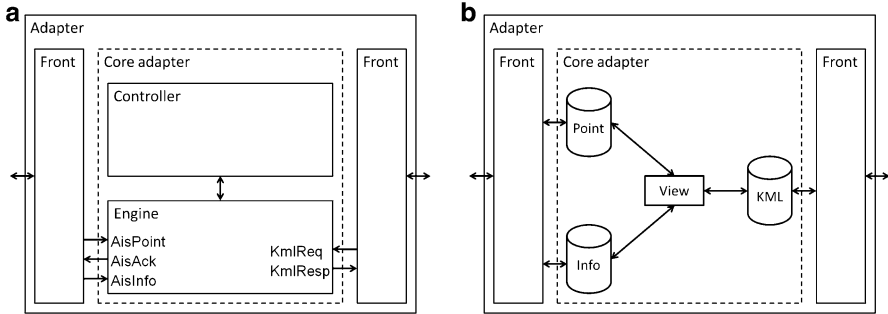 a
Adapter
Front
Core adapter
Front
Controller
Engine
AisPoint
AisAck
AisInfo
KmlReq
KmlResp
b
Adapter
Front
Core adapter
Front
Point
View
KML
Info